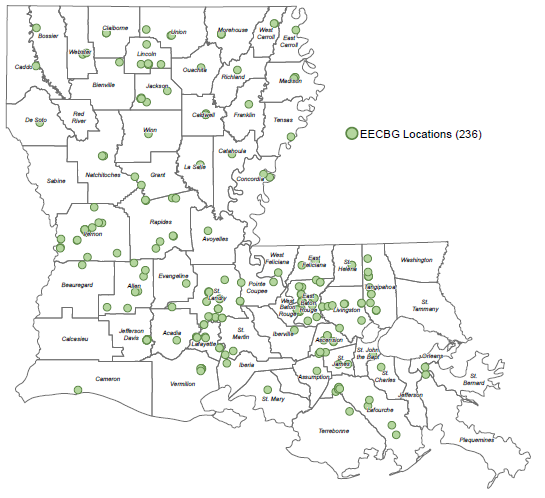 Claiborne
Union
Morehouse
West
Carroll
East
Carroll
Bossier
Webster
Lincoln
Caddo
Ouachita
Richland
Madison
Bienville
Jackson
De Soto
Red
River
Caldwell
Franklin
Tensas
EECBG Locations (236)
Winn
Catahoula
La Salle
Sabine
Natchitoches
Grant
Concordia
Vernon
Rapides
Avoyelles
West
Feliciana
East
Feliciana
St.
Helena
Washington
Beauregard
Allen
Evangeline
St.
Landry
Pointe
Coupee
Tangipahoa
West
Baton
Rouge
East
Baton
Rouge
Livingston
St.
Tammany
Calcasieu
Jefferson
Davis
Acadia
Lafayette
St.
Martin
Iberville
Ascension
St.
James
St. John
the Bapt
Orleans
Cameron
Vermilion
Iberia
Assumption
St.
Charles
Jefferson
St.
Bernard
St. Mary
Lafourche
Terrebonne
Plaquemines